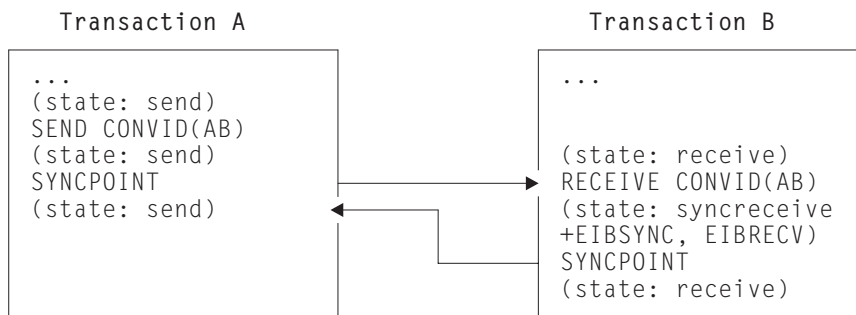 Transaction A
Transaction B
...
(state: send)
SEND CONVID(AB)
(state: send)
SYNCPOINT
(state: send)
...
(state: receive)
RECEIVE CONVID(AB)
(state: syncreceive
+EIBSYNC, EIBRECV)
SYNCPOINT
(state: receive)